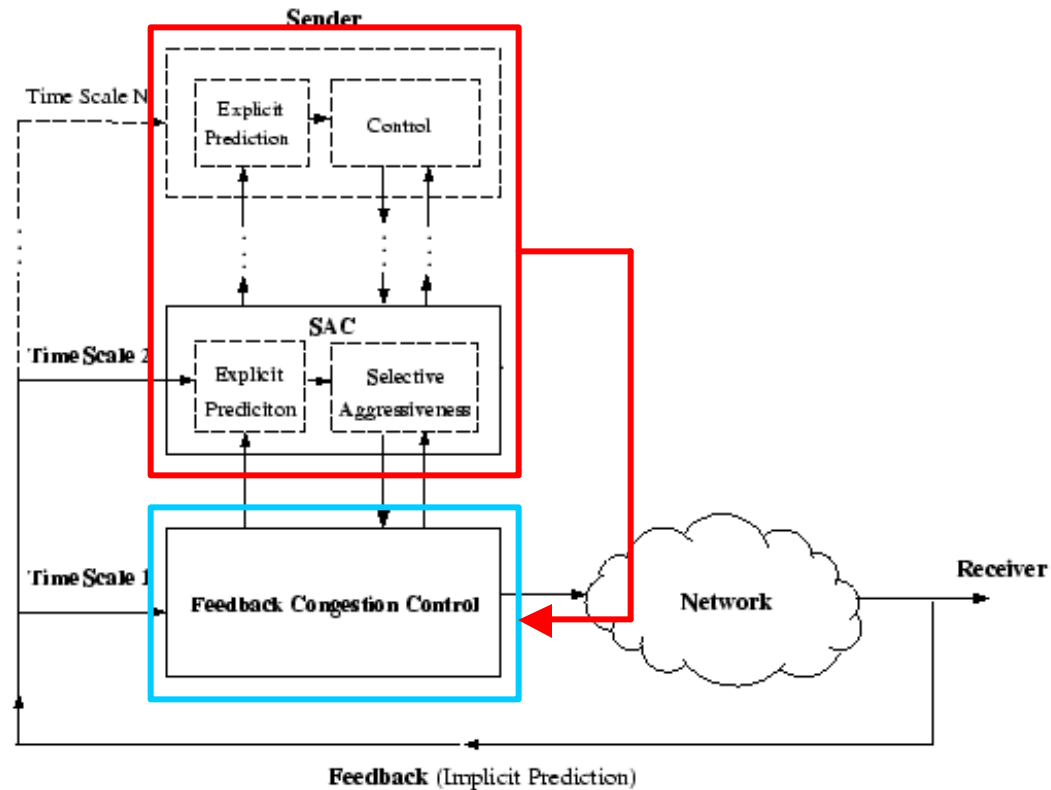 Sender
Time Scale N
Explicit
Prediction
Control
SAC
Time Scale 2
Explicit
Prediciton
Selective
Aggressiveness
Time Scale 1
Feedback Congestion Control
Network
Receiver
Feedback (Implicit Prediction)